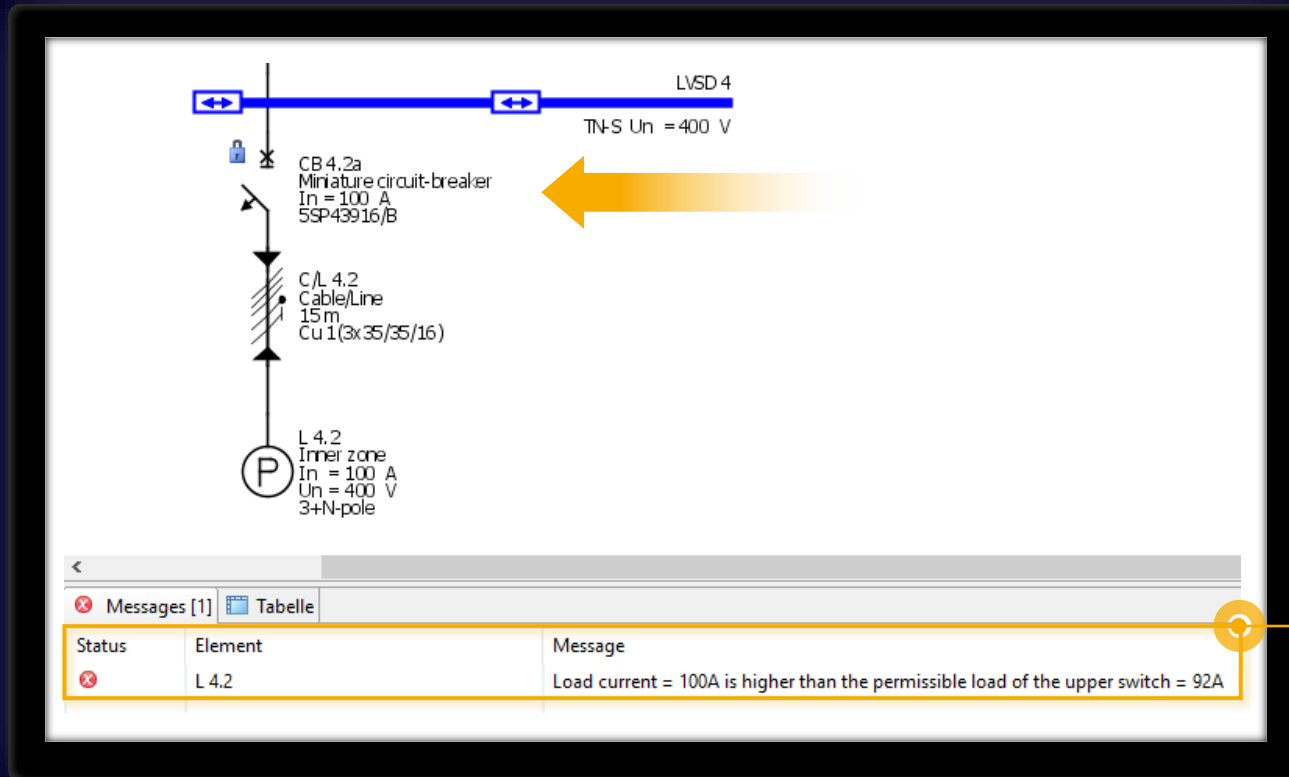 LVSD 4
TN-S Un = 400 V
CB 4.2a
Miniature circuit-breaker
In = 100 A
5SP43916/B
C/L 4.2
Cable/Line
15 m
Cu 1(3x35/35/16)
L 4.2
Inner zone
In = 100 A
Un = 400 V
3+N-pole
P
Messages [1] Tabelle
Status Element Message
L 4.2 Load current = 100A is higher than the permissible load of the upper switch = 92A